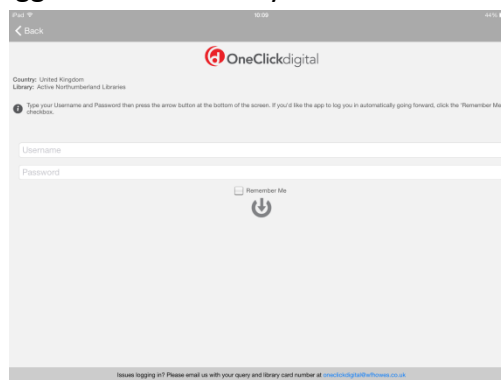 iPad 10:08 44%
Back
OneClickdigital
Country: United Kingdom
Library: Active Northumberland Libraries
Type your Username and Password then press the arrow button at the bottom of the screen. If you'd like the app to log you in automatically going forward, click the 'Remember Me
checkbox.
Username
Password
Remember Me
Issues logging in? Please email us with your query and library card number at oneclickdigital@wfhowes.co.uk